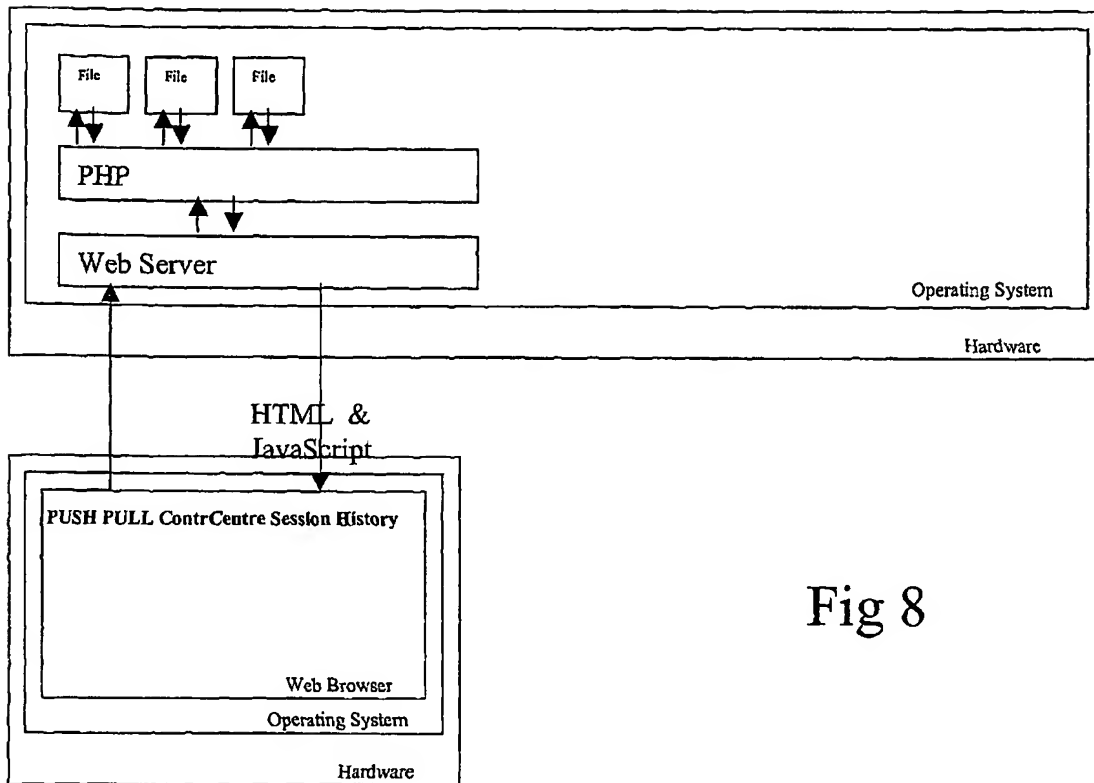 File File File
PHP
Web Server
Operating System
Hardware
HTML &
JavaScript
PUSH PULL ContrCentre Session History
Web Browser
Operating System
Hardware
Fig 8